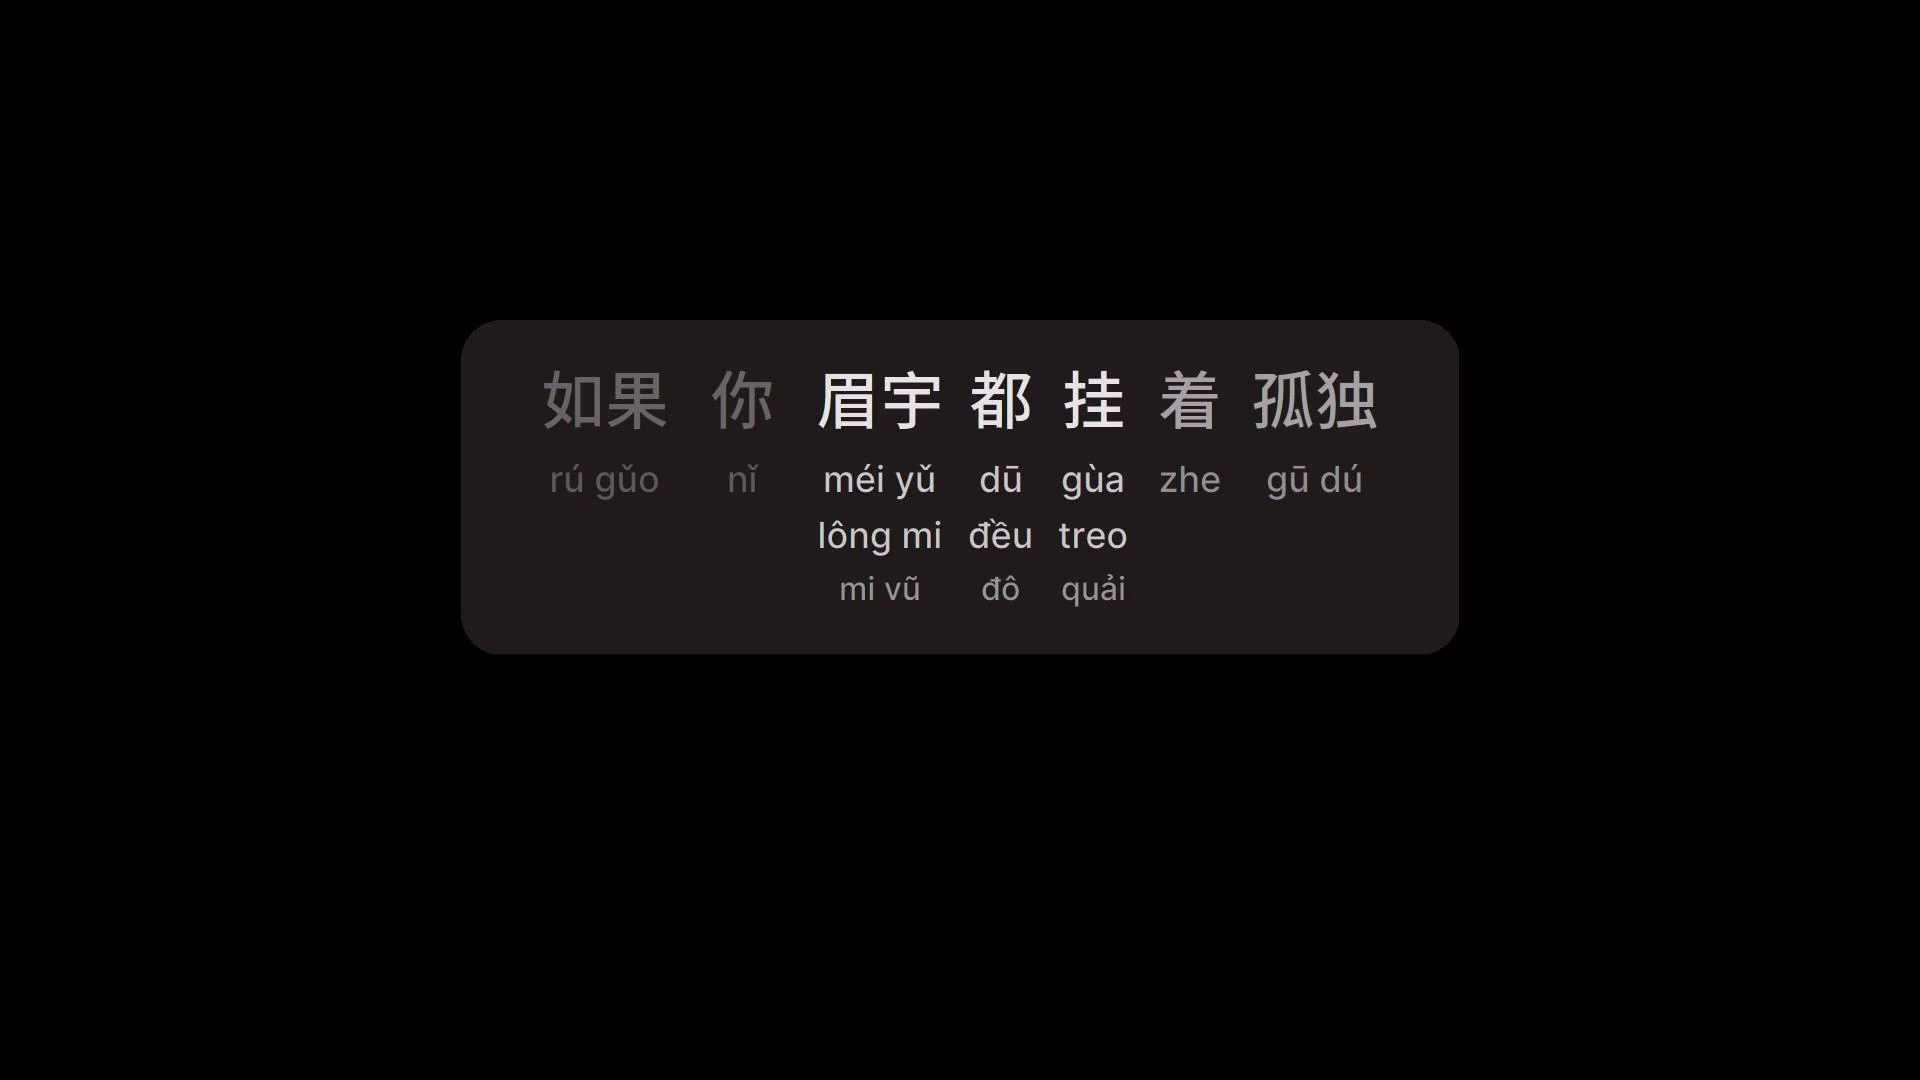 如果 你 眉宇 都 挂 着 孤独
rú gǔo nǐ méi yǔ dū gùa zhe gū dú
lông mi đều treo
mi vũ đô quải